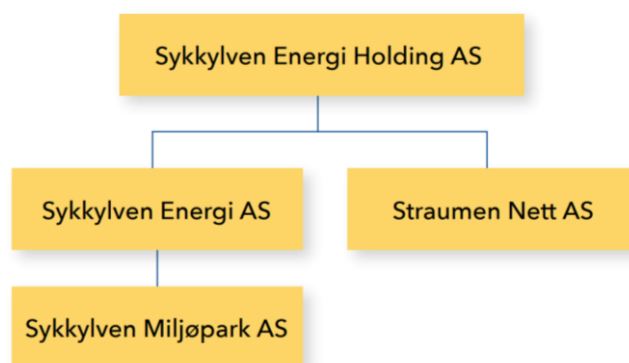 Sykkylven Energi Holding AS
Sykkylven Energi AS
Straumen Nett AS
Sykkylven Miljøpark AS